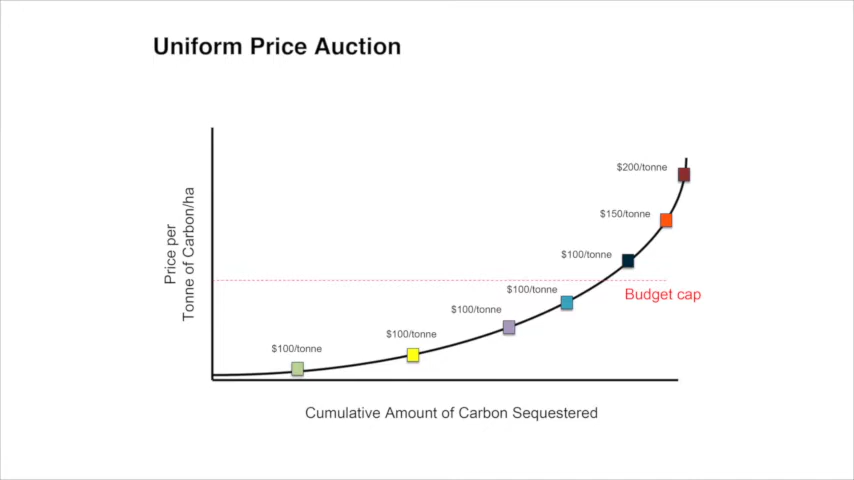 Uniform Price Auction
$200/tonne
$150/tonne
$100/tonne
$100/tonne
$100/tonne
$100/tonne
$100/tonne
Budget cap
Price per
Tonne of Carbon/ha
Cumulative Amount of Carbon Sequestered